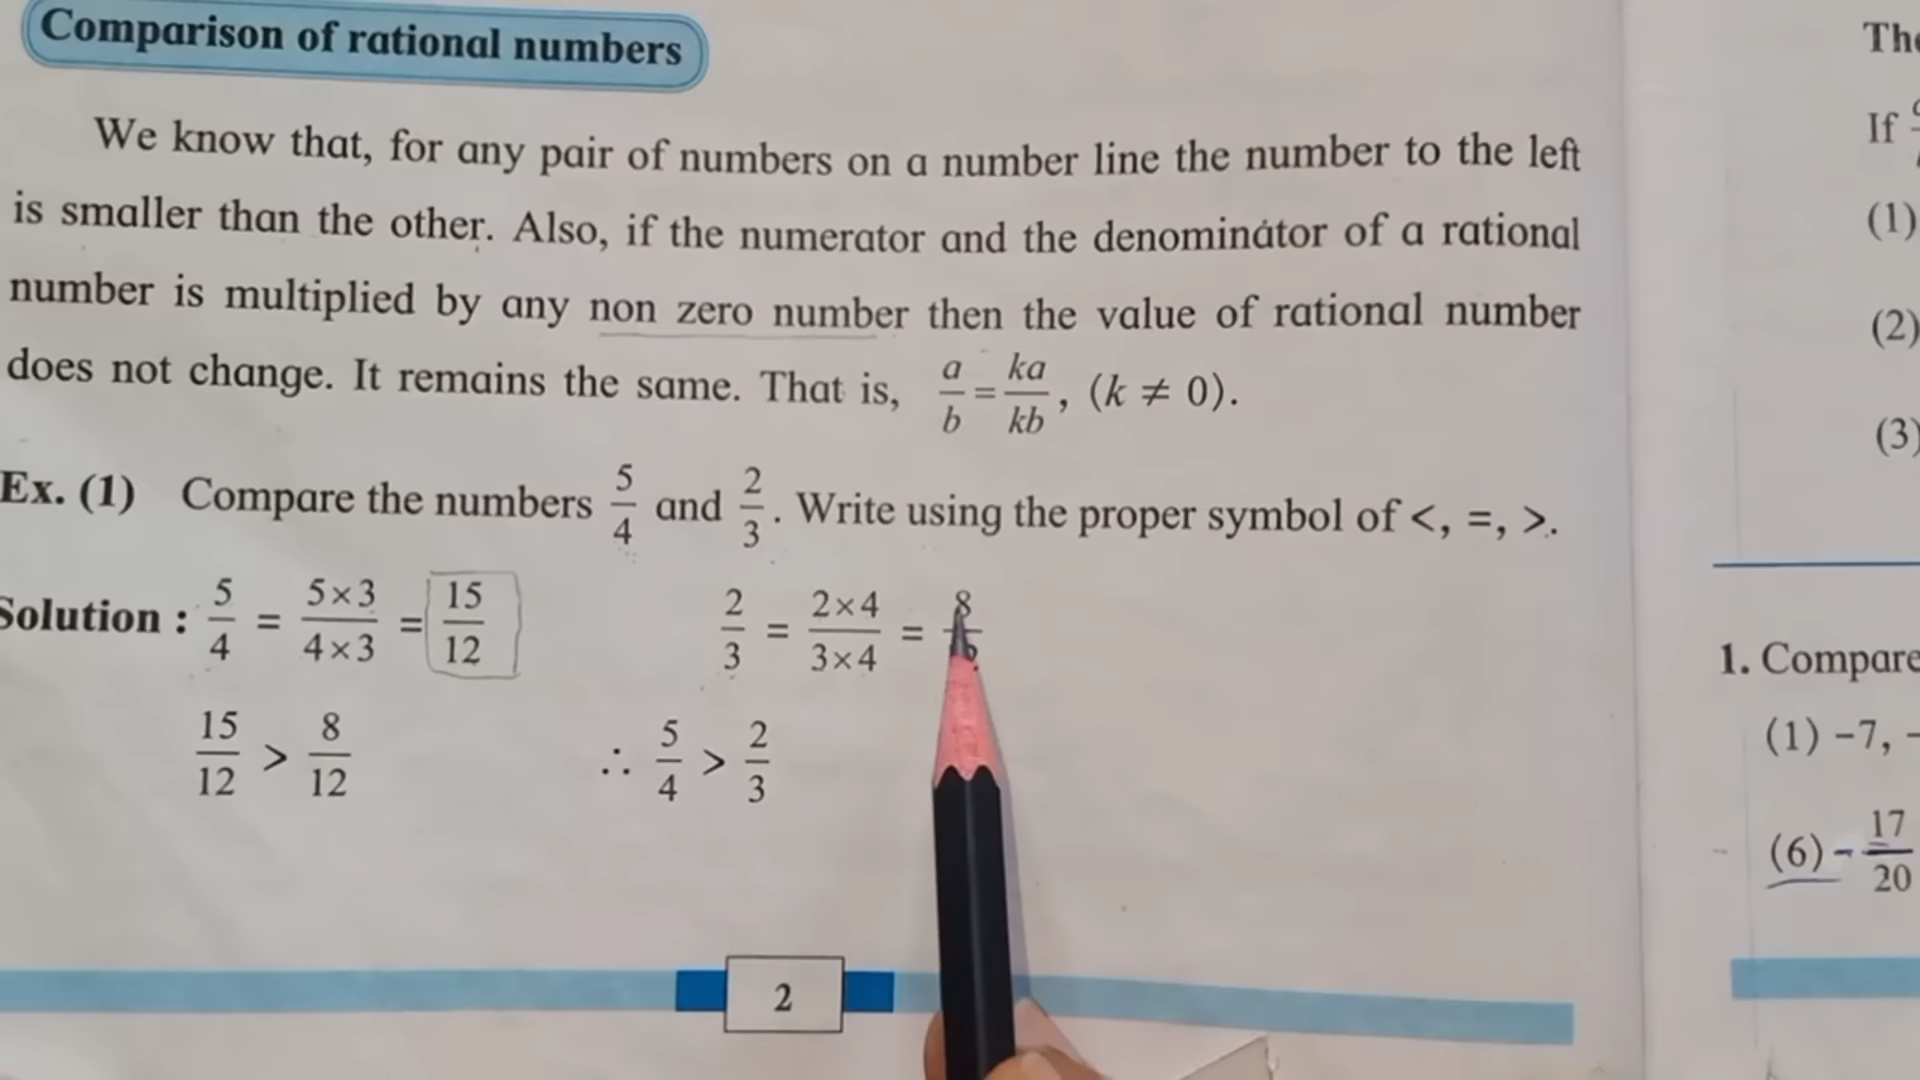 Comparison of rational numbers
We know that, for any pair of numbers on a number line the number to the left
is smaller than the other. Also, if the numerator and the denominator of a rational
number is multiplied by any non zero number then the value of rational number
does not change. It remains the same. That is, a/b = ka/kb, (k ≠ 0).
Ex. (1) Compare the numbers 5/4 and 2/3. Write using the proper symbol of <, =, >.
Solution : 5/4 = 5×3/4×3 = 15/12 2/3 = 2×4/3×4 = 8
15/12 > 8/12 ∴ 5/4 > 2/3
2
If
(1)
(2)
(3)
1. Compare
(1) −7, −
(6) − 17/20